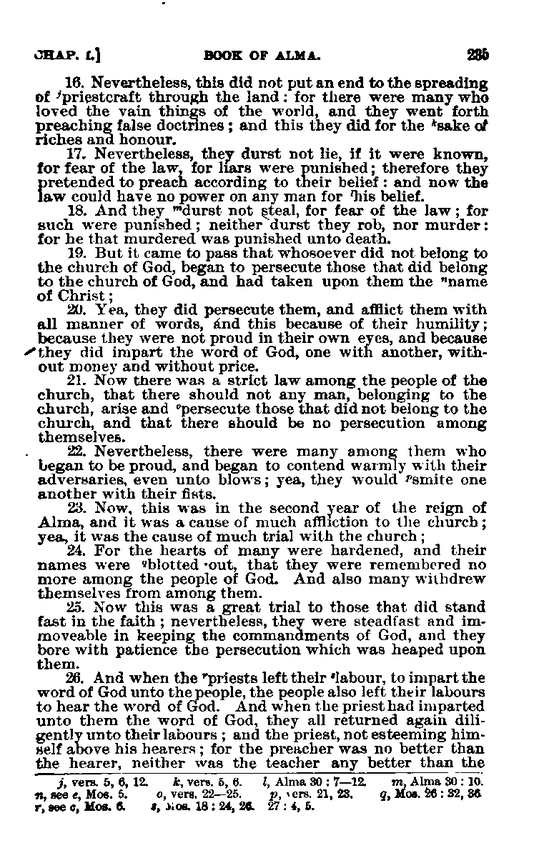 CHAP. I.] BOOK OF ALMA. 235
16. Nevertheless, this did not put an end to the spreading
of ʲpriestcraft through the land : for there were many who
loved the vain things of the world, and they went forth
preaching false doctrines ; and this they did for the ᵏsake of
riches and honour.
17. Nevertheless, they durst not lie, if it were known,
for fear of the law, for liars were punished ; therefore they
pretended to preach according to their belief : and now the
law could have no power on any man for ˡhis belief.
18. And they ᵐdurst not steal, for fear of the law ; for
such were punished ; neither durst they rob, nor murder :
for he that murdered was punished unto death.
19. But it came to pass that whosoever did not belong to
the church of God, began to persecute those that did belong
to the church of God, and had taken upon them the ⁿname
of Christ ;
20. Yea, they did persecute them, and afflict them with
all manner of words, and this because of their humility ;
because they were not proud in their own eyes, and because
they did impart the word of God, one with another, with-
out money and without price.
21. Now there was a strict law among the people of the
church, that there should not any man, belonging to the
church, arise and ᵒpersecute those that did not belong to the
church, and that there should be no persecution among
themselves.
22. Nevertheless, there were many among them who
began to be proud, and began to contend warmly with their
adversaries, even unto blows ; yea, they would ᵖsmite one
another with their fists.
23. Now, this was in the second year of the reign of
Alma, and it was a cause of much affliction to the church ;
yea, it was the cause of much trial with the church ;
24. For the hearts of many were hardened, and their
names were ᑫblotted out, that they were remembered no
more among the people of God. And also many withdrew
themselves from among them.
25. Now this was a great trial to those that did stand
fast in the faith ; nevertheless, they were steadfast and im-
moveable in keeping the commandments of God, and they
bore with patience the persecution which was heaped upon
them.
26. And when the ʳpriests left their ˢlabour, to impart the
word of God unto the people, the people also left their labours
to hear the word of God. And when the priest had imparted
unto them the word of God, they all returned again dili-
gently unto their labours ; and the priest, not esteeming him-
self above his hearers ; for the preacher was no better than
the hearer, neither was the teacher any better than the
j, vers. 5, 6, 12. k, vers. 5, 6. l, Alma 30 : 7—12. m, Alma 30 : 10.
n, see e, Mos. 5. o, vers. 22—25. p, vers. 21, 23. q, Mos. 26 : 32, 36.
r, see c, Mos. 6. s, Mos. 18 : 24, 26. 27 : 4, 5.